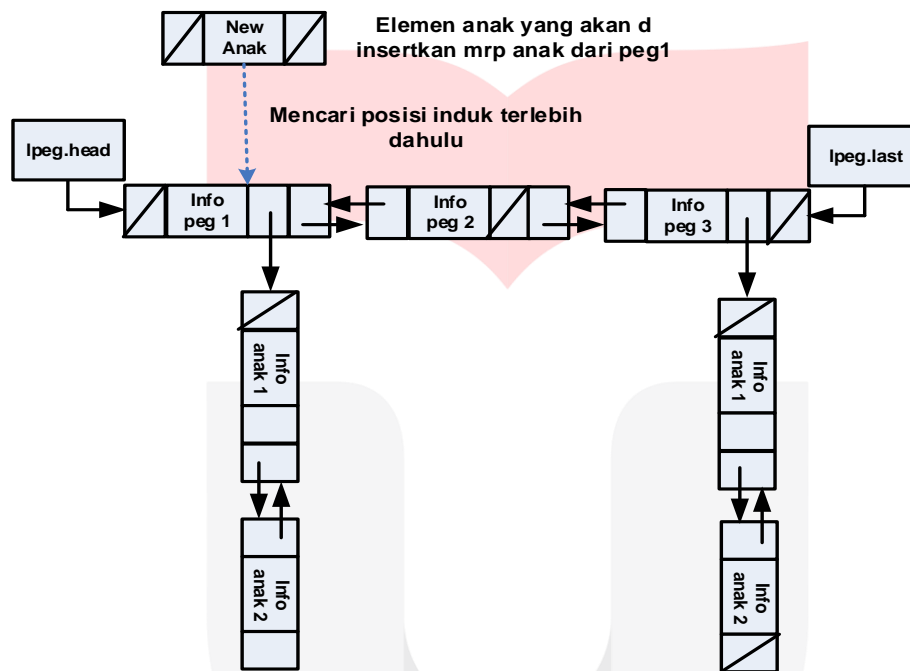 New
Anak
Elemen anak yang akan d
insertkan mrp anak dari peg1
Mencari posisi induk terlebih
dahulu
lpeg.head
lpeg.last
Info
peg 1
Info
peg 2
Info
peg 3
Info
anak 1
Info
anak 1
Info
anak 2
Info
anak 2